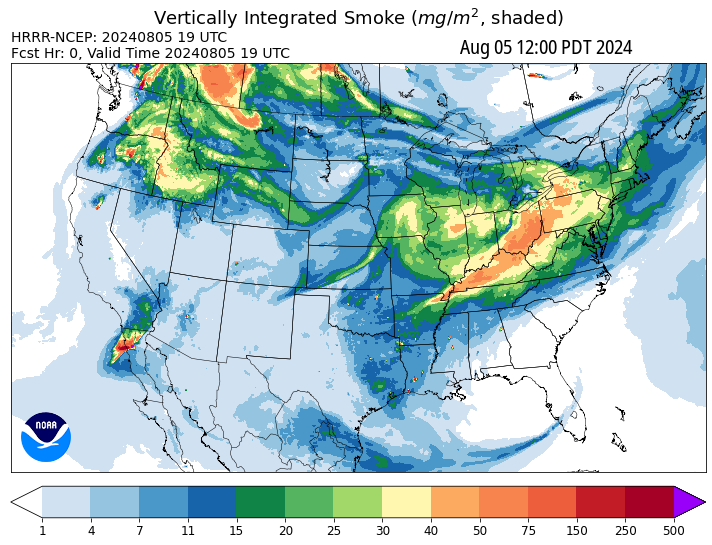 Vertically Integrated Smoke (mg/m², shaded)
HRRR-NCEP: 20240805 19 UTC
Fcst Hr: 0, Valid Time 20240805 19 UTC
Aug 05 12:00 PDT 2024
NOAA
1 4 7 11 15 20 25 30 40 50 75 150 250 500